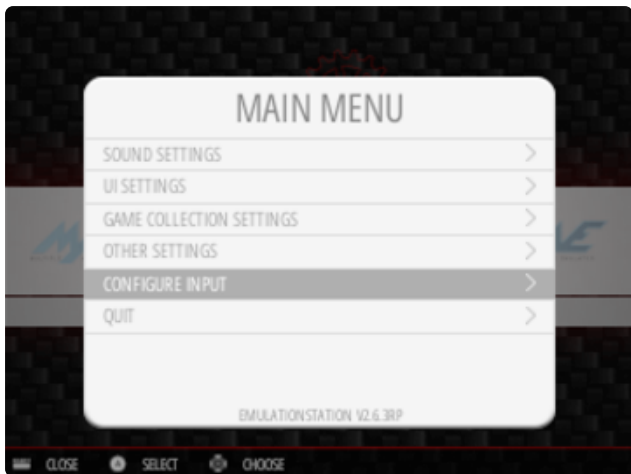 MAIN MENU
SOUND SETTINGS
UI SETTINGS
GAME COLLECTION SETTINGS
OTHER SETTINGS
CONFIGURE INPUT
QUIT
EMULATIONSTATION V2.6.3RP
CLOSE SELECT CHOOSE